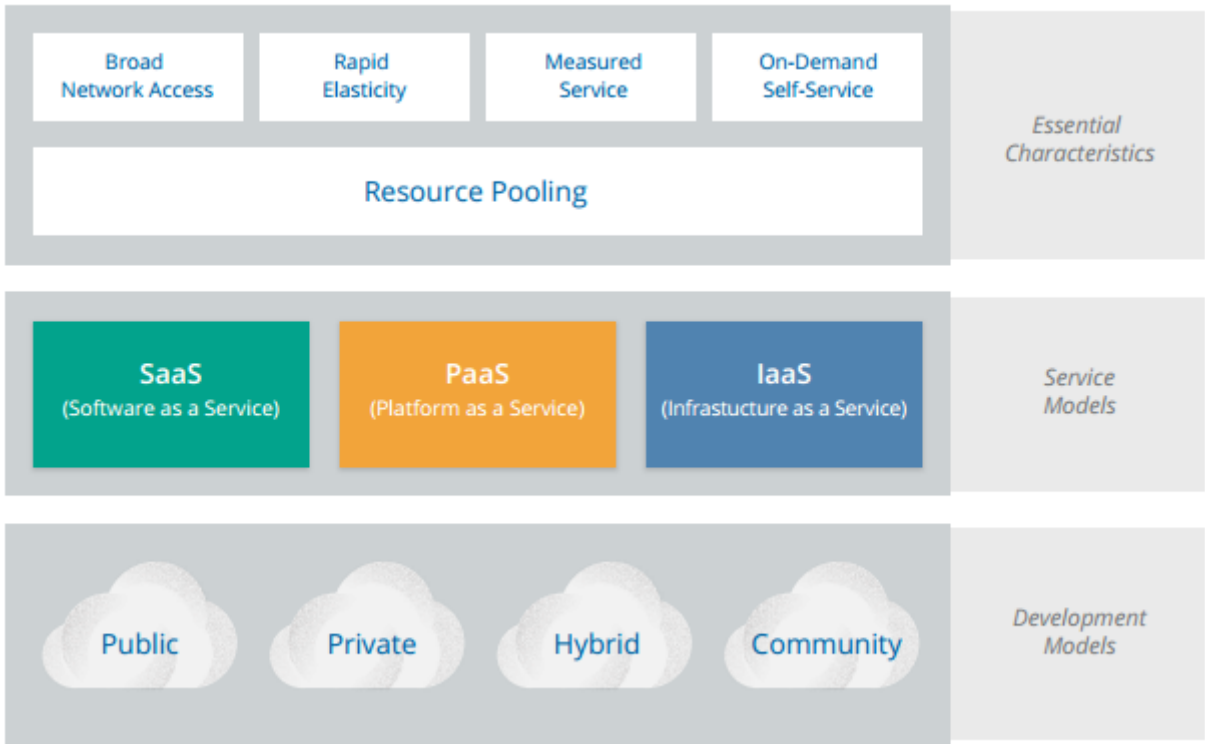 Broad
Network Access
Rapid
Elasticity
Measured
Service
On-Demand
Self-Service
Resource Pooling
Essential
Characteristics
SaaS
(Software as a Service)
PaaS
(Platform as a Service)
IaaS
(Infrastucture as a Service)
Service
Models
Public
Private
Hybrid
Community
Development
Models